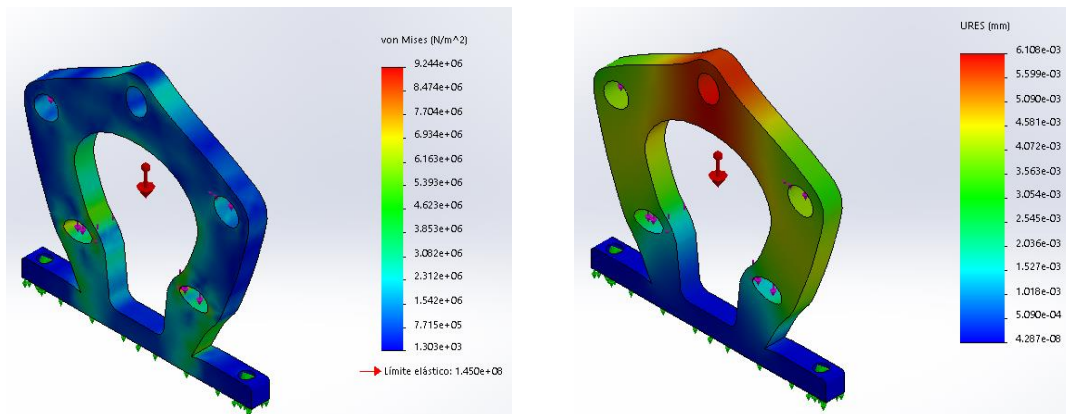 von Mises (N/m^2)
9.244e+06
8.474e+06
7.704e+06
6.934e+06
6.163e+06
5.393e+06
4.623e+06
3.853e+06
3.082e+06
2.312e+06
1.542e+06
7.715e+05
1.303e+03
Límite elástico: 1.450e+08
URES (mm)
6.108e-03
5.599e-03
5.090e-03
4.581e-03
4.072e-03
3.563e-03
3.054e-03
2.545e-03
2.036e-03
1.527e-03
1.018e-03
5.090e-04
4.287e-08